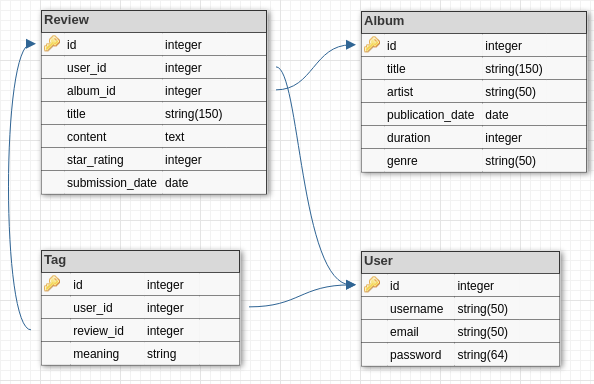 Review
id integer
user_id integer
album_id integer
title string(150)
content text
star_rating integer
submission_date date
Album
id integer
title string(150)
artist string(50)
publication_date date
duration integer
genre string(50)
Tag
id integer
user_id integer
review_id integer
meaning string
User
id integer
username string(50)
email string(50)
password string(64)